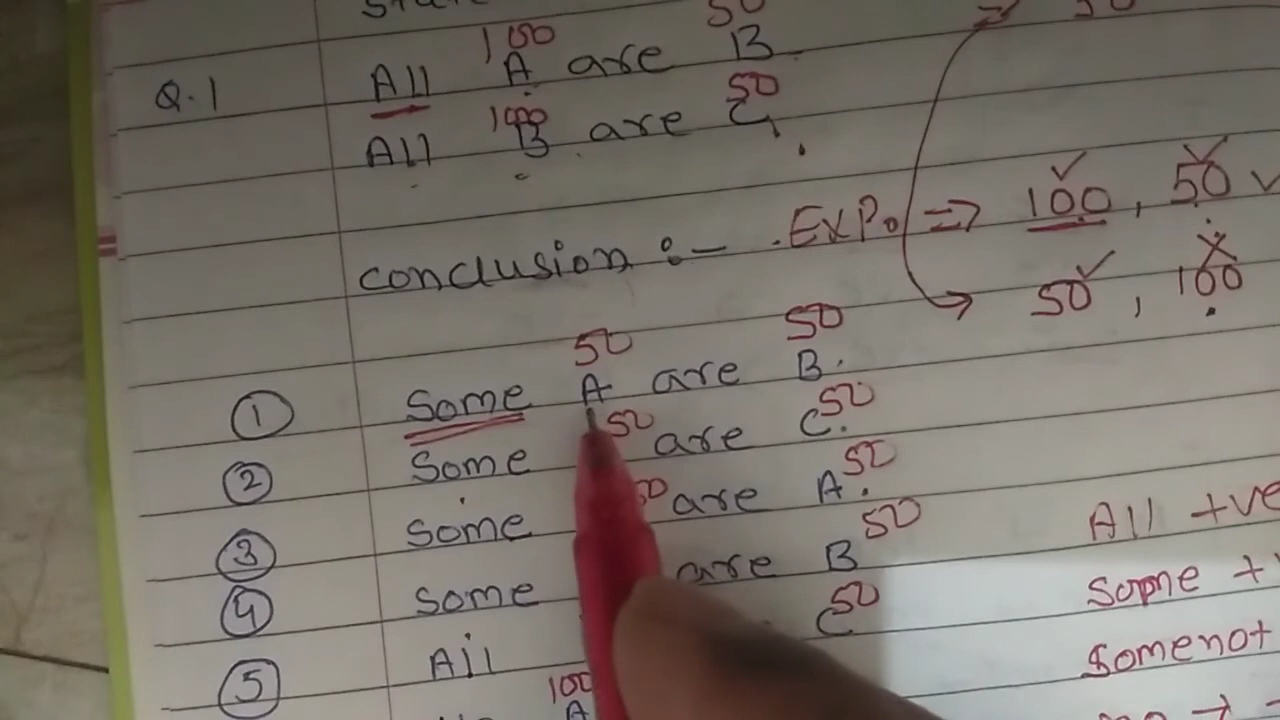 50
100 50
Q.1 All A are B
100 50
All B are C,
conclusion :- . Exp. => 100, 50
50, 100
50 50
① Some A are B.
50 50
② Some are C.
50 50
③ Some are A.
50
④ Some are B
All +ve
50
⑤ All C
Some +
100
A
Somenot